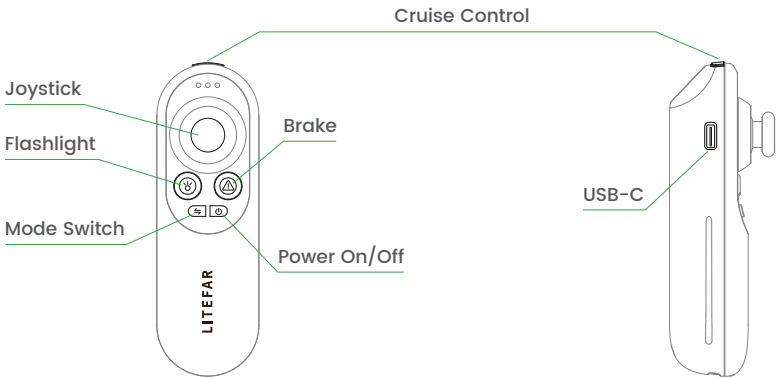 Cruise Control
Joystick
Flashlight
Brake
Mode Switch
USB-C
Power On/Off
LITEFAR